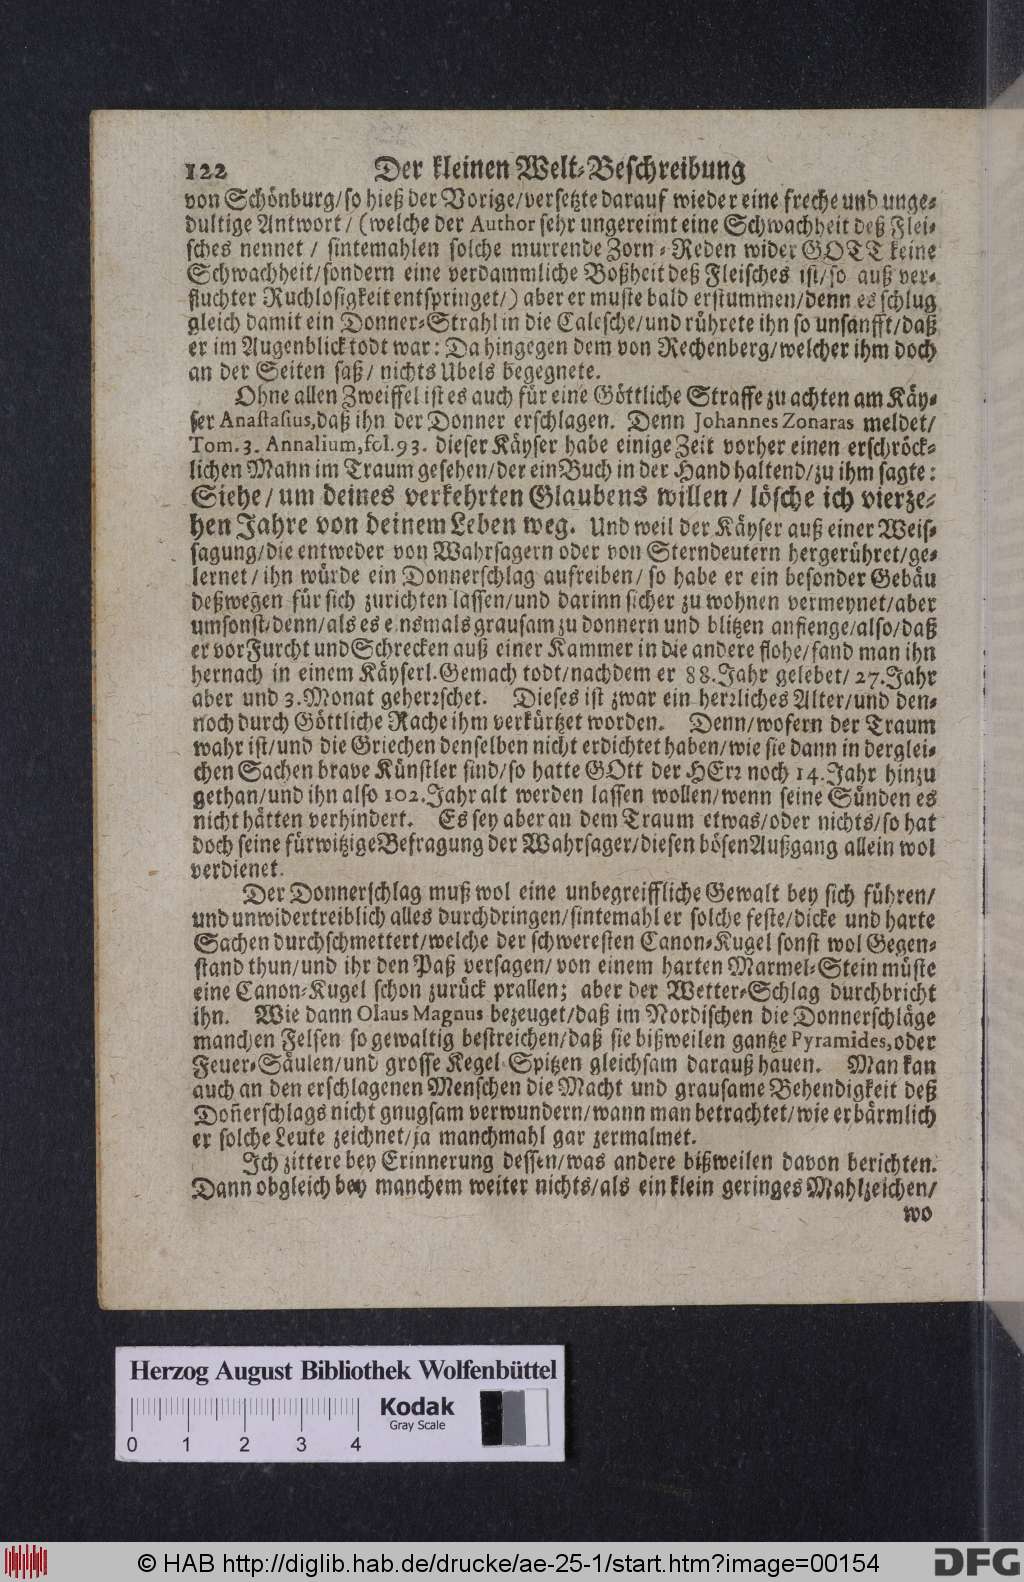 122 Der kleinen Welt-Beschreibung
von Schönburg/so hieß der Vorige/versetzte darauf wieder eine freche und unge-
dultige Antwort / (welche der Author sehr ungereimt eine Schwachheit deß Flei-
sches nennet / sintemahlen solche murrende Zorn-Reden wider GOTT keine
Schwachheit/sondern eine verdammliche Boßheit deß Fleisches ist/so auß ver-
fluchter Ruchlosigkeit entspringet/) aber er muste bald erstummen/denn es schlug
gleich damit ein Donner-Strahl in die Calesche/und rührete ihn so unsanfft/daß
er im Augenblick todt war: Da hingegen dem von Rechenberg/welcher ihm doch
an der Seiten saß/ nichts Ubels begegnete.
Ohne allen Zweiffel ist es auch für eine Göttliche Straffe zu achten am Käy-
ser Anastasius,daß ihn der Donner erschlagen. Denn Johannes Zonaras meldet/
Tom. 3. Annalium, fol. 93. dieser Käyser habe einige Zeit vorher einen erschröck-
lichen Mann im Traum gesehen/der ein Buch in der Hand haltend/zu ihm sagte:
Siehe/ um deines verkehrten Glaubens willen/ lösche ich vierze-
hen Jahre von deinem Leben weg. Und weil der Käyser auß einer Weis-
sagung/die entweder von Wahrsagern oder von Sterndeutern hergerühret/ge-
lernet/ ihn würde ein Donnerschlag aufreiben/ so habe er ein besonder Gebäu
deßwegen für sich zurichten lassen/und darinn sicher zu wohnen vermeynet/aber
umsonst/denn/als es einsmals grausam zu donnern und blitzen anfienge/also/daß
er vor Furcht und Schrecken auß einer Kammer in die andere flohe/fand man ihn
hernach in einem Käyserl. Gemach todt/nachdem er 88. Jahr gelebet/ 27. Jahr
aber und 3. Monat geherrschet. Dieses ist zwar ein herrliches Alter/und den-
noch durch Göttliche Rache ihm verkürtzet worden. Denn/wofern der Traum
wahr ist/und die Griechen denselben nicht erdichtet haben/wie sie dann in derglei-
chen Sachen brave Künstler sind/so hatte GOtt der HErr noch 14. Jahr hinzu
gethan/und ihn also 102. Jahr alt werden lassen wollen/wenn seine Sünden es
nicht hätten verhindert. Es sey aber an dem Traum etwas/oder nichts/so hat
doch seine fürwitzige Befragung der Wahrsager/diesen bösen Außgang allein wol
verdienet.
Der Donnerschlag muß wol eine unbegreiffliche Gewalt bey sich führen/
und unwidertreiblich alles durchdringen/sintemahl er solche feste/dicke und harte
Sachen durchschmettert/welche der schweresten Canon-Kugel sonst wol Gegen-
stand thun/und ihr den Paß versagen/ von einem harten Marmel-Stein müste
eine Canon-Kugel schon zurück prallen; aber der Wetter-Schlag durchbricht
ihn. Wie dann Olaus Magnus bezeuget/daß im Nordischen die Donnerschläge
manchen Felsen so gewaltig bestreichen/daß sie bißweilen gantze Pyramides, oder
Feuer-Säulen/und grosse Kegel-Spitzen gleichsam darauß hauen. Man kan
auch an den erschlagenen Menschen die Macht und grausame Behendigkeit deß
Doñerschlags nicht gnugsam verwundern/wann man betrachtet/wie erbärmlich
er solche Leute zeichnet/ja manchmahl gar zermalmet.
Ich zittere bey Erinnerung dessen/was andere bißweilen davon berichten.
Dann obgleich bey manchem weiter nichts/als ein klein geringes Mahlzeichen/
wo
Herzog August Bibliothek Wolfenbüttel
Kodak
Gray Scale
0 1 2 3 4
© HAB http://diglib.hab.de/drucke/ae-25-1/start.htm?image=00154
DFG